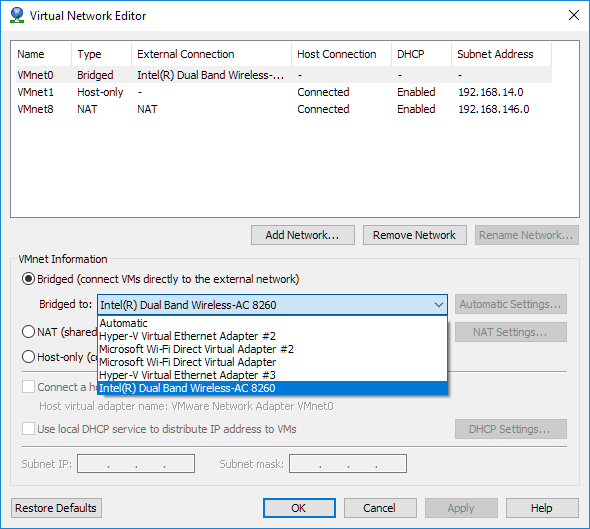 Virtual Network Editor
Name Type External Connection Host Connection DHCP Subnet Address
VMnet0 Bridged Intel(R) Dual Band Wireless-... - - -
VMnet1 Host-only - Connected Enabled 192.168.14.0
VMnet8 NAT NAT Connected Enabled 192.168.146.0
Add Network... Remove Network Rename Network...
VMnet Information
Bridged (connect VMs directly to the external network)
Bridged to: Intel(R) Dual Band Wireless-AC 8260 Automatic Settings...
Automatic
NAT (shared NAT Settings...
Hyper-V Virtual Ethernet Adapter #2
Microsoft Wi-Fi Direct Virtual Adapter #2
Host-only (c
Microsoft Wi-Fi Direct Virtual Adapter
Hyper-V Virtual Ethernet Adapter #3
Connect a ho
Intel(R) Dual Band Wireless-AC 8260
Host virtual adapter name: VMware Network Adapter VMnet0
Use local DHCP service to distribute IP address to VMs DHCP Settings...
Subnet IP: . . . Subnet mask: . . .
Restore Defaults OK Cancel Apply Help